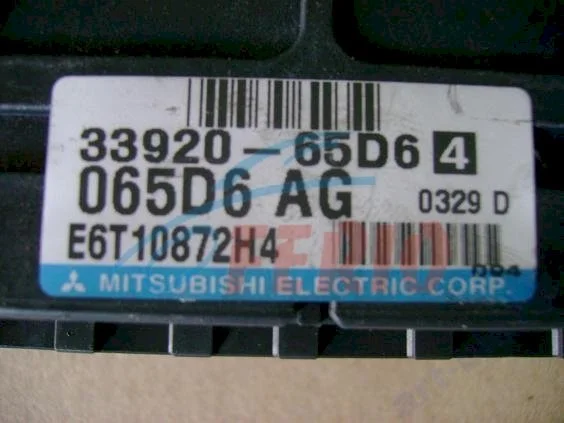 33920-65D6 4
065D6 AG 0329 D
E6T10872H4
MITSUBISHI ELECTRIC CORP.